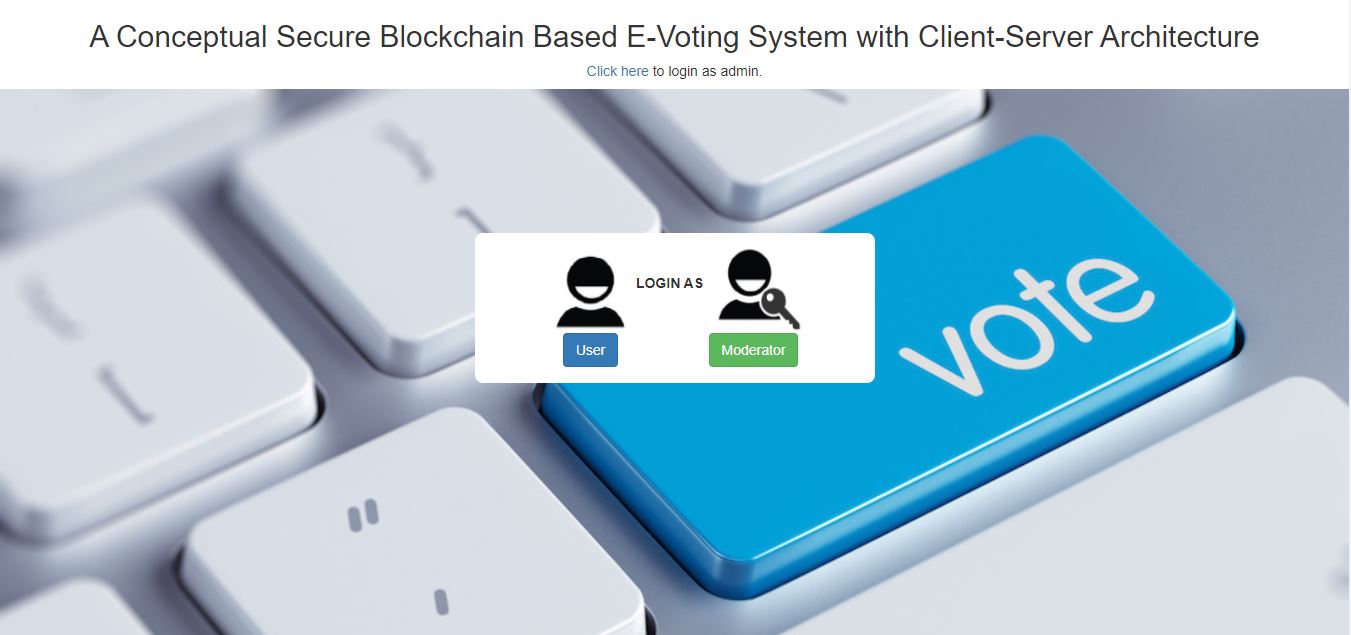 A Conceptual Secure Blockchain Based E-Voting System with Client-Server Architecture
Click here to login as admin.
LOGIN AS
User
Moderator
vote
"
'